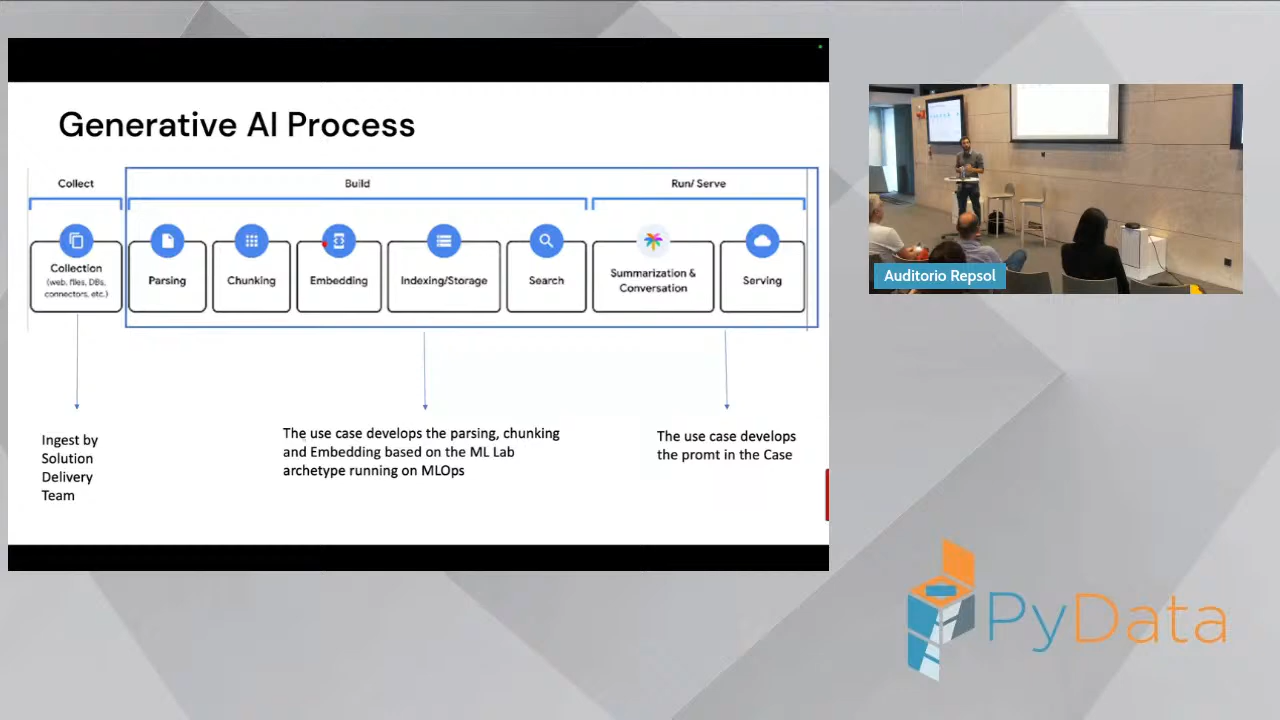 Generative AI Process
Collect
Build
Run/ Serve
Collection
(web, files, DBs,
connectors, etc.)
Parsing
Chunking
Embedding
Indexing/Storage
Search
Summarization &
Conversation
Serving
Ingest by
Solution
Delivery
Team
The use case develops the parsing, chunking
and Embedding based on the ML Lab
archetype running on MLOps
The use case develops
the promt in the Case
Auditorio Repsol
PyData